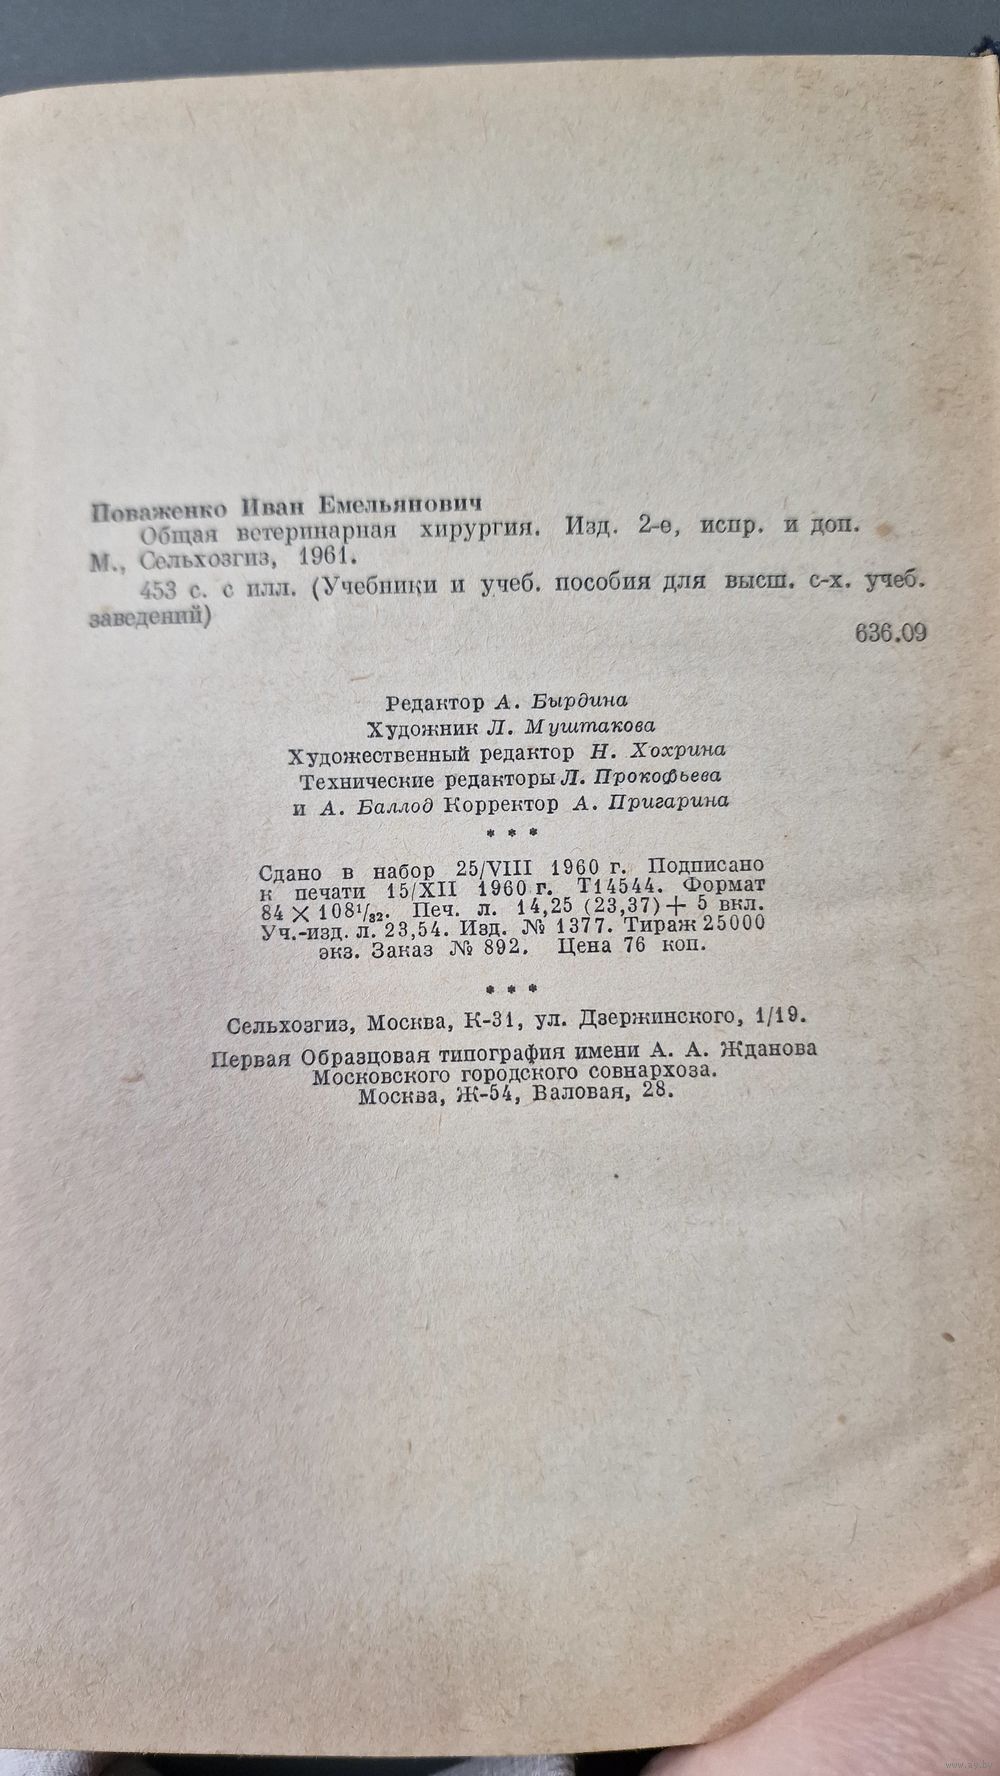 Поваженко Иван Емельянович
Общая ветеринарная хирургия. Изд. 2-е, испр. и доп.
М., Сельхозгиз, 1961.
453 с. с илл. (Учебники и учеб. пособия для высш. с-х. учеб.
заведений)
636.09
Редактор А. Бырдина
Художник Л. Муштакова
Художественный редактор Н. Хохрина
Технические редакторы Л. Прокофьева
и А. Баллод Корректор А. Пригарина
* * *
Сдано в набор 25/VIII 1960 г. Подписано
к печати 15/XII 1960 г. Т14544. Формат
84 × 108¹/₃₂. Печ. л. 14,25 (23,37) + 5 вкл.
Уч.-изд. л. 23,54. Изд. № 1377. Тираж 25000
экз. Заказ № 892. Цена 76 коп.
* * *
Сельхозгиз, Москва, К-31, ул. Дзержинского, 1/19.
Первая Образцовая типография имени А. А. Жданова
Московского городского совнархоза.
Москва, Ж-54, Валовая, 28.
www.ay.by